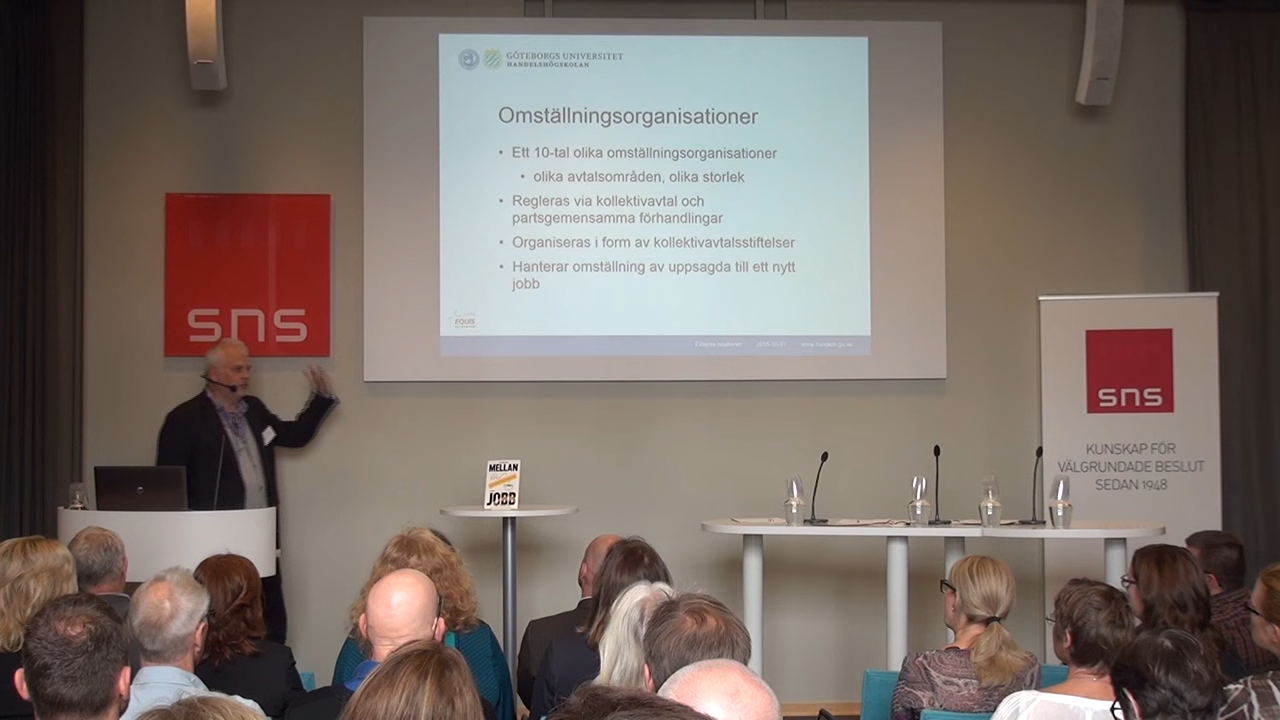 GÖTEBORGS UNIVERSITET
HANDELSHÖGSKOLAN
Omställningsorganisationer
• Ett 10-tal olika omställningsorganisationer
• olika avtalsområden, olika storlek
• Regleras via kollektivavtal och
partsgemensamma förhandlingar
• Organiseras i form av kollektivavtalsstiftelser
• Hanterar omställning av uppsagda till ett nytt
jobb
EQUIS
sns
MELLAN
JOBB
sns
KUNSKAP FÖR
VÄLGRUNDADE BESLUT
SEDAN 1948